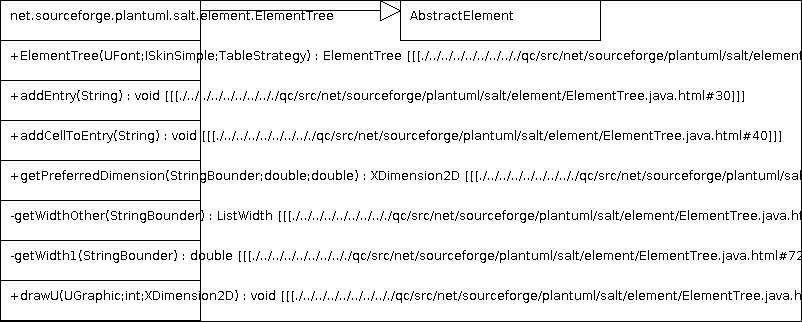 net.sourceforge.plantuml.salt.element.ElementTree
AbstractElement
+ElementTree(UFont;ISkinSimple;TableStrategy) : ElementTree [[[./../../../../../../../qc/src/net/sourceforge/plantuml/salt/element
+addEntry(String) : void [[[./../../../../../../../qc/src/net/sourceforge/plantuml/salt/element/ElementTree.java.html#30]]]
+addCellToEntry(String) : void [[[./../../../../../../../qc/src/net/sourceforge/plantuml/salt/element/ElementTree.java.html#40]]]
+getPreferredDimension(StringBounder;double;double) : XDimension2D [[[./../../../../../../../qc/src/net/sourceforge/plantuml/sal
-getWidthOther(StringBounder) : ListWidth [[[./../../../../../../../qc/src/net/sourceforge/plantuml/salt/element/ElementTree.java.h
-getWidth1(StringBounder) : double [[[./../../../../../../../qc/src/net/sourceforge/plantuml/salt/element/ElementTree.java.html#72
+drawU(UGraphic;int;XDimension2D) : void [[[./../../../../../../../qc/src/net/sourceforge/plantuml/salt/element/ElementTree.java.ht